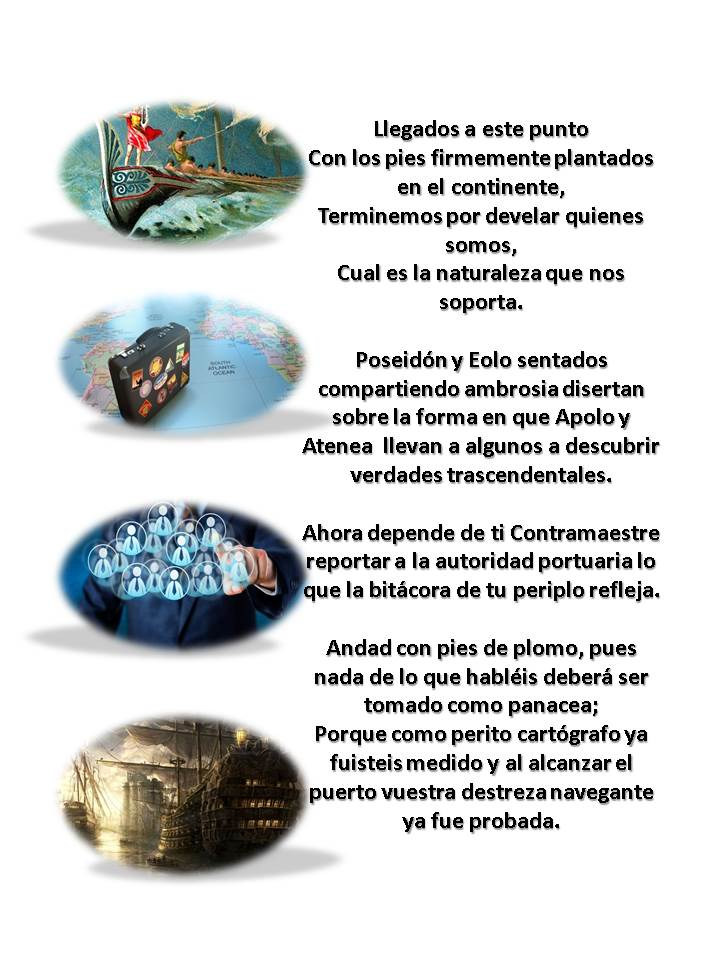 Llegados a este punto
Con los pies firmemente plantados
en el continente,
Terminemos por develar quienes
somos,
Cual es la naturaleza que nos
soporta.
SOUTH
ATLANTIC
OCEAN
Poseidón y Eolo sentados
compartiendo ambrosia disertan
sobre la forma en que Apolo y
Atenea llevan a algunos a descubrir
verdades trascendentales.
Ahora depende de ti Contramaestre
reportar a la autoridad portuaria lo
que la bitácora de tu periplo refleja.
Andad con pies de plomo, pues
nada de lo que habléis deberá ser
tomado como panacea;
Porque como perito cartógrafo ya
fuisteis medido y al alcanzar el
puerto vuestra destreza navegante
ya fue probada.